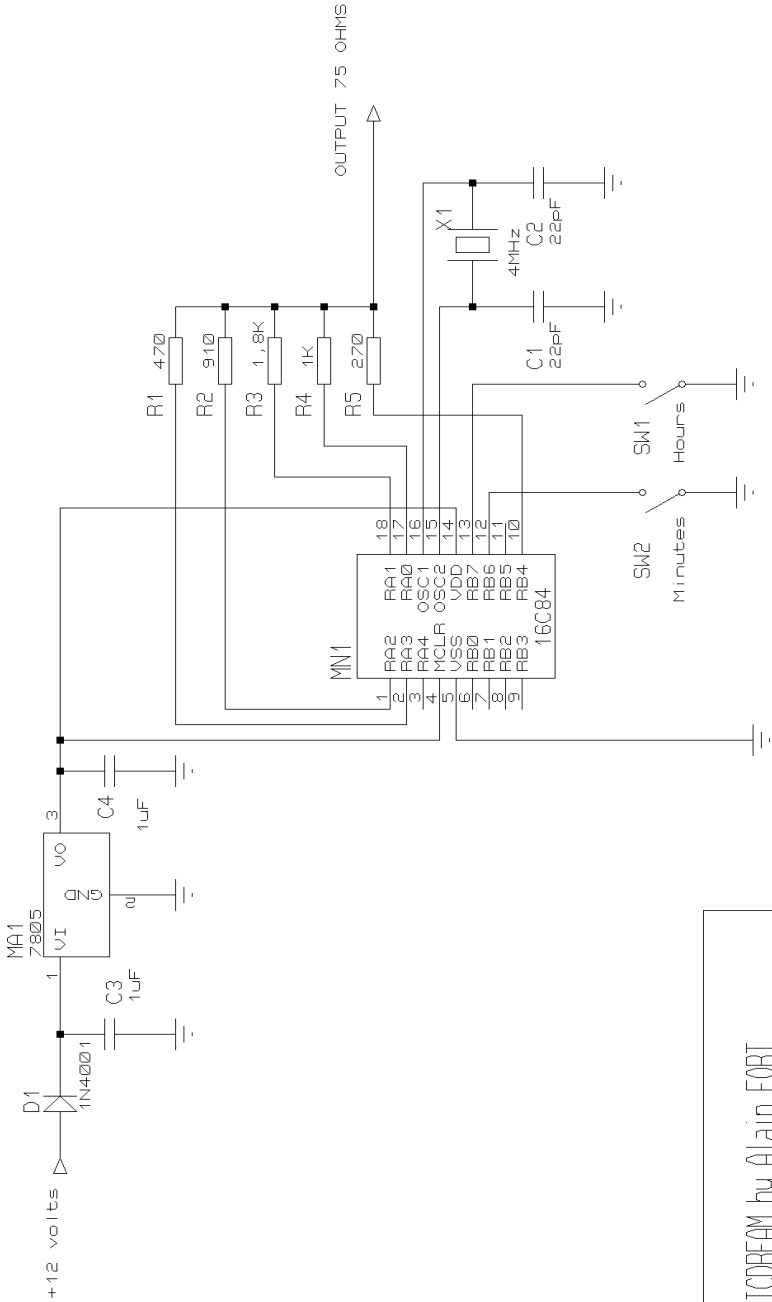 +12 volts
D1
1N4001
C3
1uF
MA1
7805
1
VI
GND
2
VO
3
C4
1uF
MN1
1 RA2
2 RA3
3 RA4
4 MCLR
5 VSS
6 RB0
7 RB1
8 RB2
9 RB3
RA1 18
RA0 17
OSC1 16
OSC2 15
VDD 14
RB7 13
RB6 12
RB5 11
RB4 10
16C84
R1 470
R2 910
R3 1,8K
R4 1K
R5 270
OUTPUT 75 OHMS
X1
4MHz
C1
22pF
C2
22pF
SW2
Minutes
SW1
Hours
Alain FORT